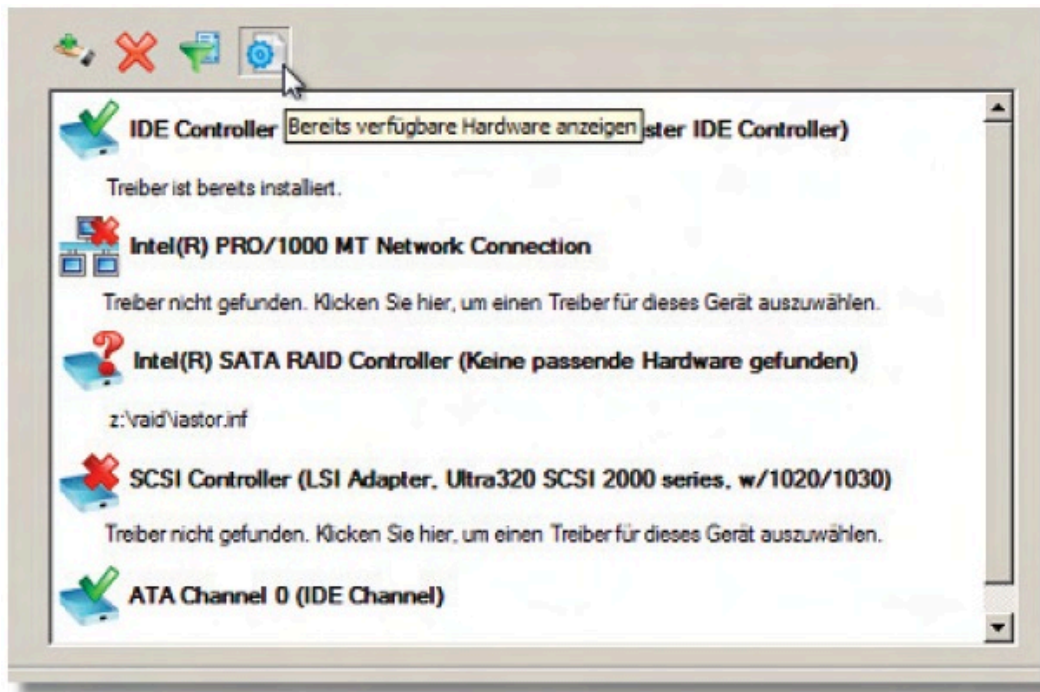 IDE Controller
Bereits verfügbare Hardware anzeigen
ster IDE Controller)
Treiber ist bereits installiert.
Intel(R) PRO/1000 MT Network Connection
Treiber nicht gefunden. Klicken Sie hier, um einen Treiber für dieses Gerät auszuwählen.
Intel(R) SATA RAID Controller (Keine passende Hardware gefunden)
z:\raid\iastor.inf
SCSI Controller (LSI Adapter, Ultra320 SCSI 2000 series, w/1020/1030)
Treiber nicht gefunden. Klicken Sie hier, um einen Treiber für dieses Gerät auszuwählen.
ATA Channel 0 (IDE Channel)